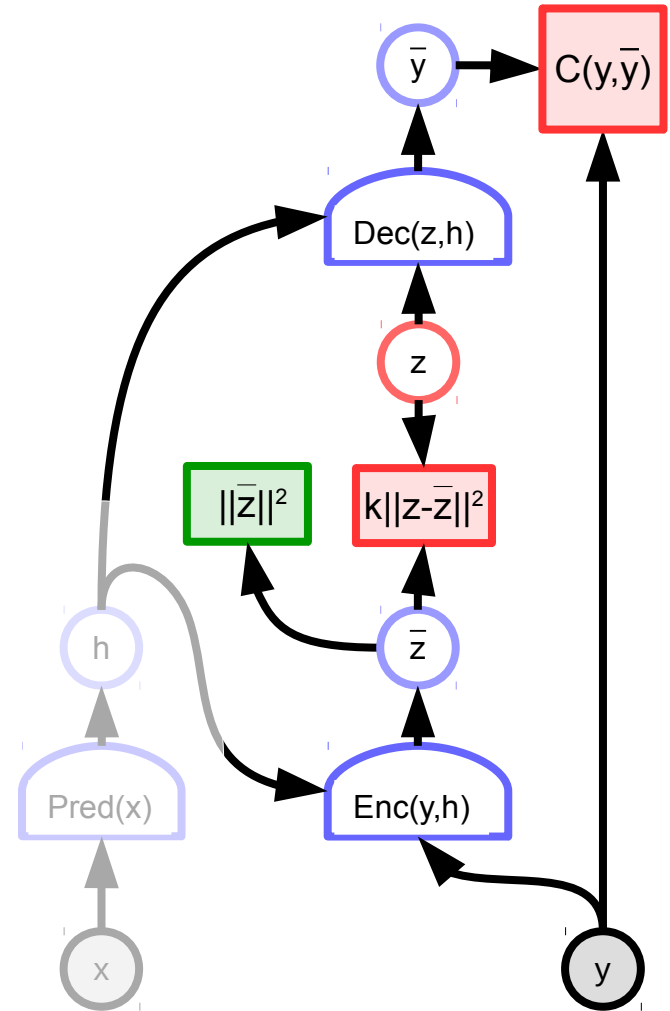 ȳ
C(y,ȳ)
Dec(z,h)
z
||z̄||²
k||z-z̄||²
h
z̄
Pred(x)
Enc(y,h)
x
y